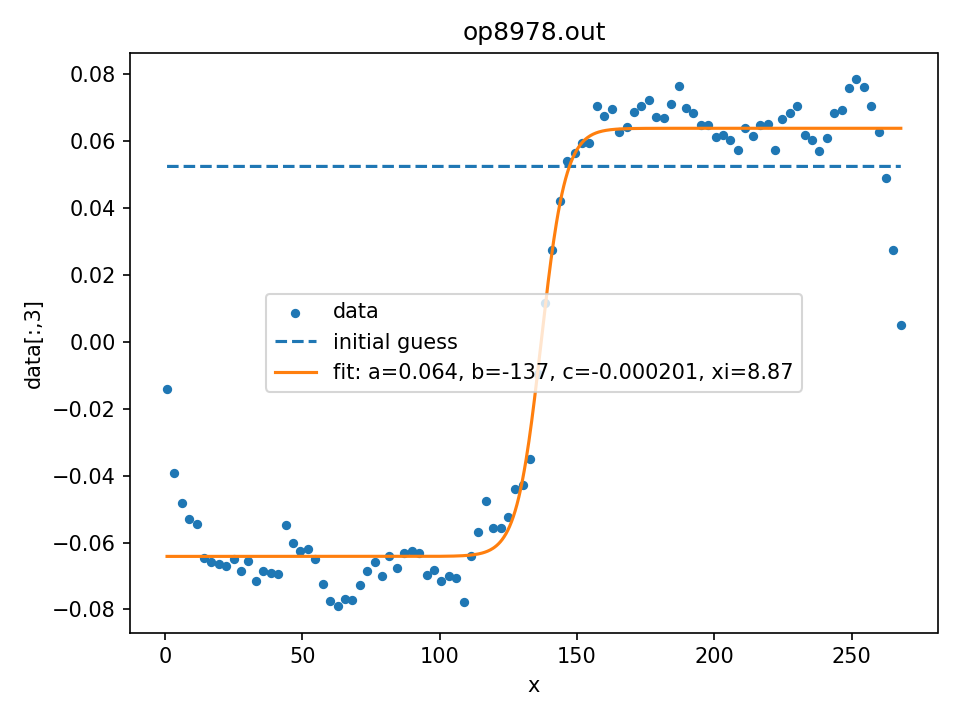 op8978.out
0.08
0.06
0.04
0.02
0.00
−0.02
−0.04
−0.06
−0.08
data[:,3]
data
initial guess
fit: a=0.064, b=-137, c=-0.000201, xi=8.87
0 50 100 150 200 250
x